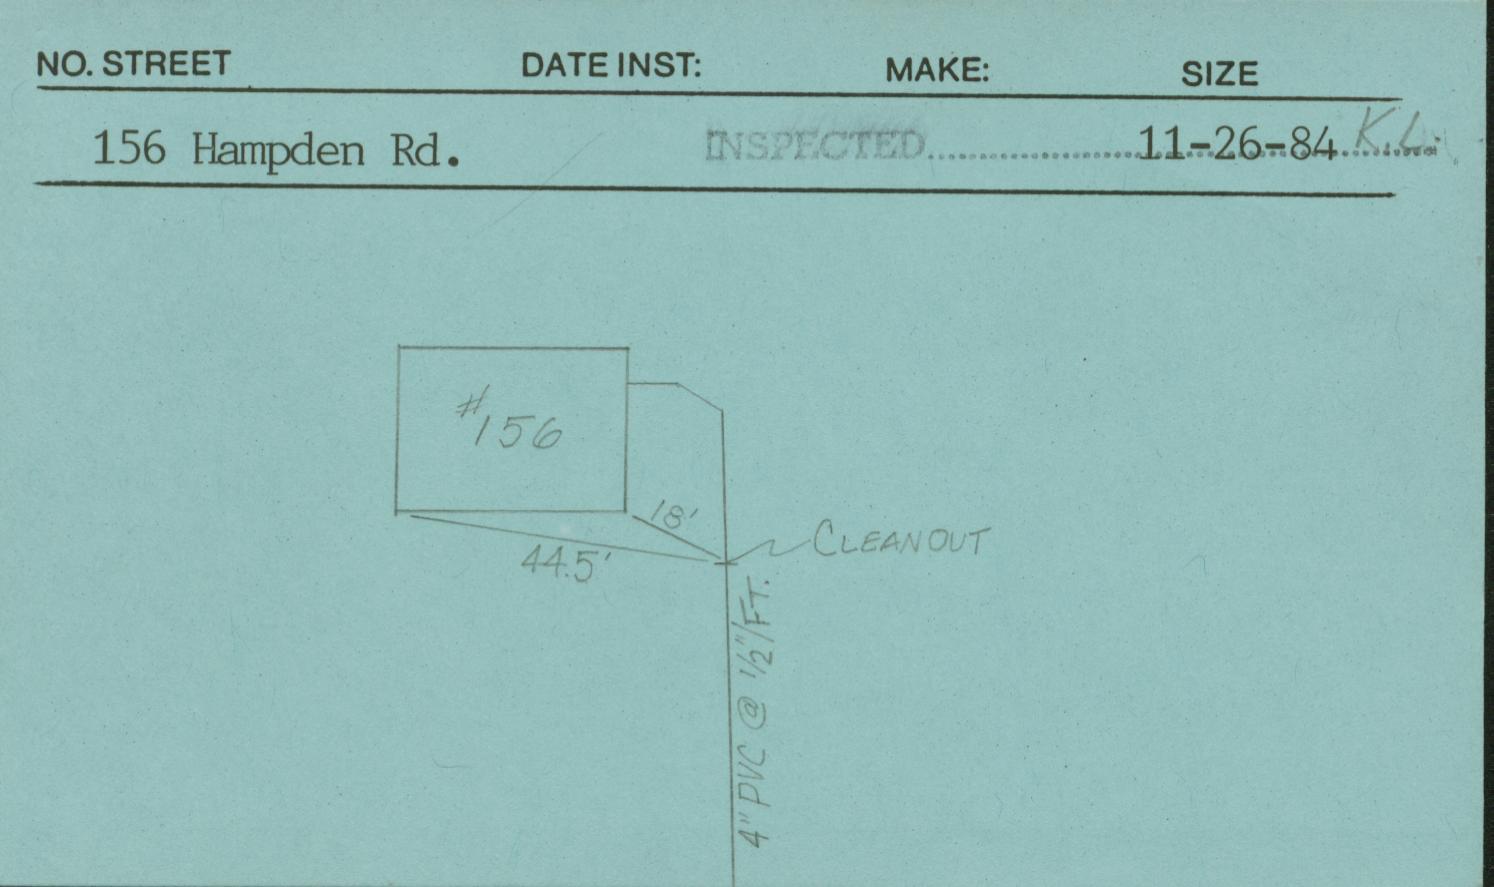 NO. STREET DATE INST: MAKE: SIZE
156 Hampden Rd. INSPECTED 11-26-84 K.L.
#156
18'
44.5'
CLEANOUT
4" PVC @ 1/2"/FT.